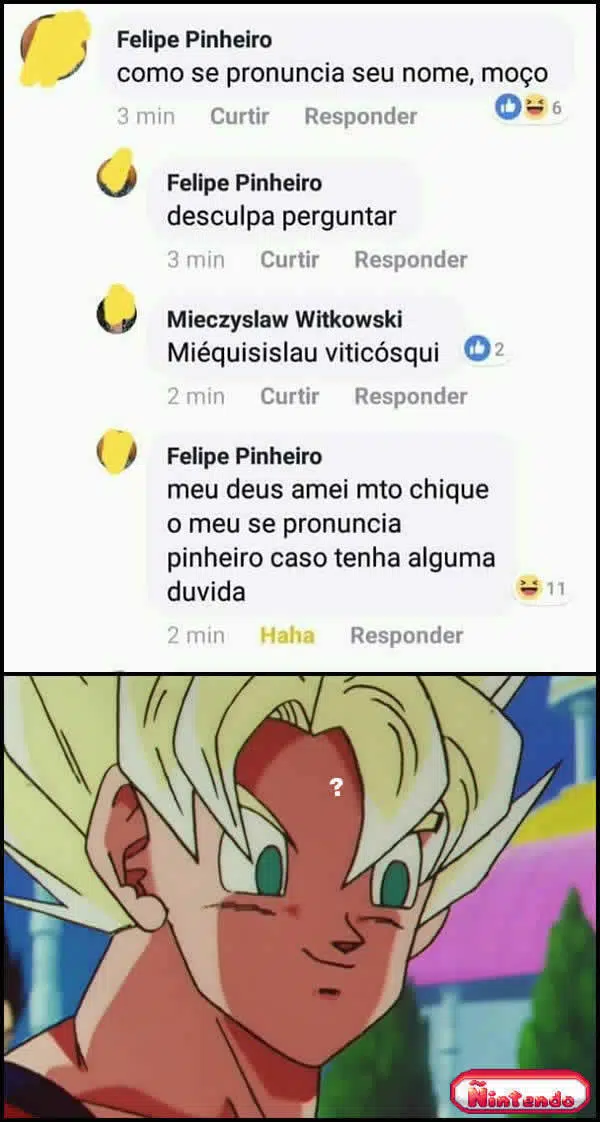 Felipe Pinheiro
como se pronuncia seu nome, moço
3 min Curtir Responder 6
Felipe Pinheiro
desculpa perguntar
3 min Curtir Responder
Mieczyslaw Witkowski
Miéquisislau viticósqui 2
2 min Curtir Responder
Felipe Pinheiro
meu deus amei mto chique
o meu se pronuncia
pinheiro caso tenha alguma
duvida 11
2 min Haha Responder
?
Ñintendo